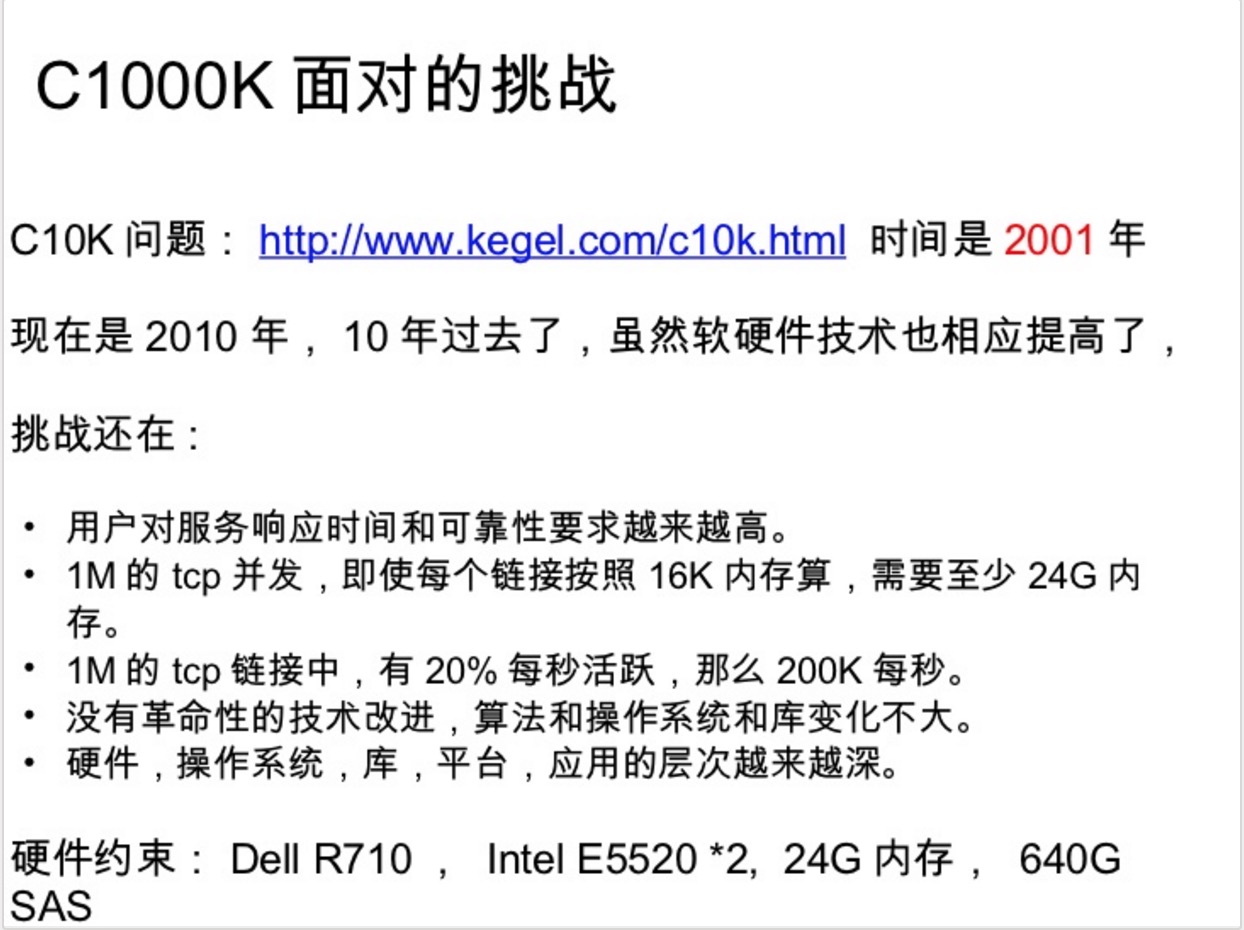 C1000K 面对的挑战
C10K 问题： http://www.kegel.com/c10k.html 时间是 2001 年
现在是 2010 年， 10 年过去了，虽然软硬件技术也相应提高了，
挑战还在：
• 用户对服务响应时间和可靠性要求越来越高。
• 1M 的 tcp 并发，即使每个链接按照 16K 内存算，需要至少 24G 内
存。
• 1M 的 tcp 链接中，有 20% 每秒活跃，那么 200K 每秒。
• 没有革命性的技术改进，算法和操作系统和库变化不大。
• 硬件，操作系统，库，平台，应用的层次越来越深。
硬件约束： Dell R710 ， Intel E5520 *2, 24G 内存， 640G
SAS